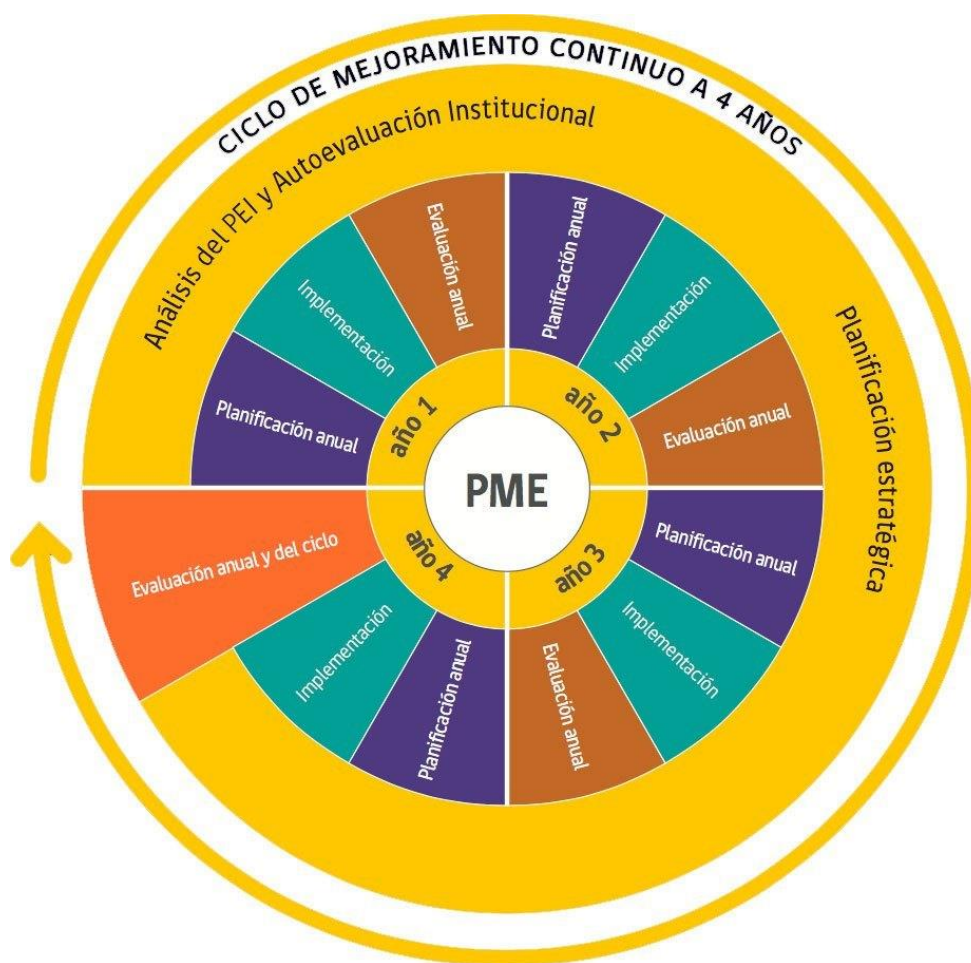 CICLO DE MEJORAMIENTO CONTINUO A 4 AÑOS
Análisis del PEI y Autoevaluación Institucional
Planificación estratégica
PME
año 1
Planificación anual
Implementación
Evaluación anual
año 2
Planificación anual
Implementación
Evaluación anual
año 3
Planificación anual
Implementación
Evaluación anual
año 4
Planificación anual
Implementación
Evaluación anual y del ciclo